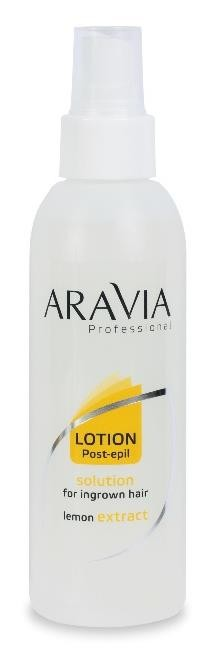 ARAVIA
Professional
LOTION
Post-epil
solution
for ingrown hair
lemon extract